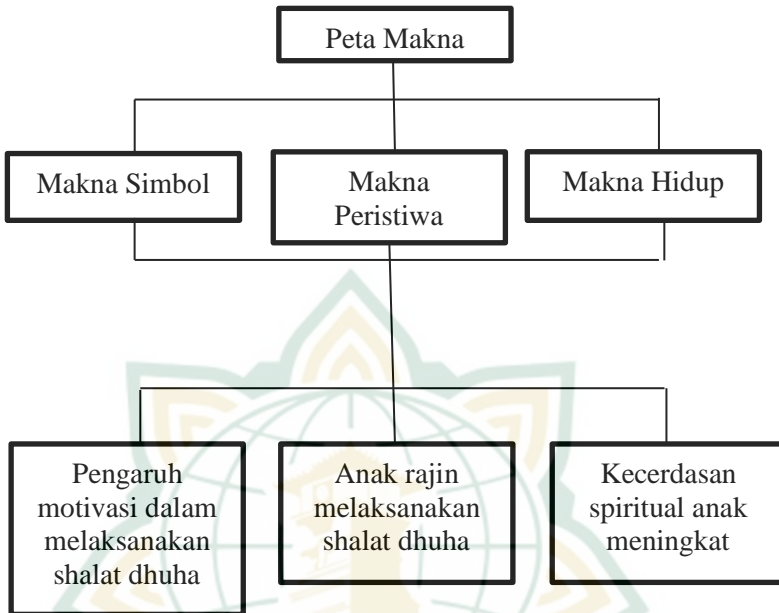 Peta Makna
Makna Simbol
Makna
Peristiwa
Makna Hidup
Pengaruh
motivasi dalam
melaksanakan
shalat dhuha
Anak rajin
melaksanakan
shalat dhuha
Kecerdasan
spiritual anak
meningkat